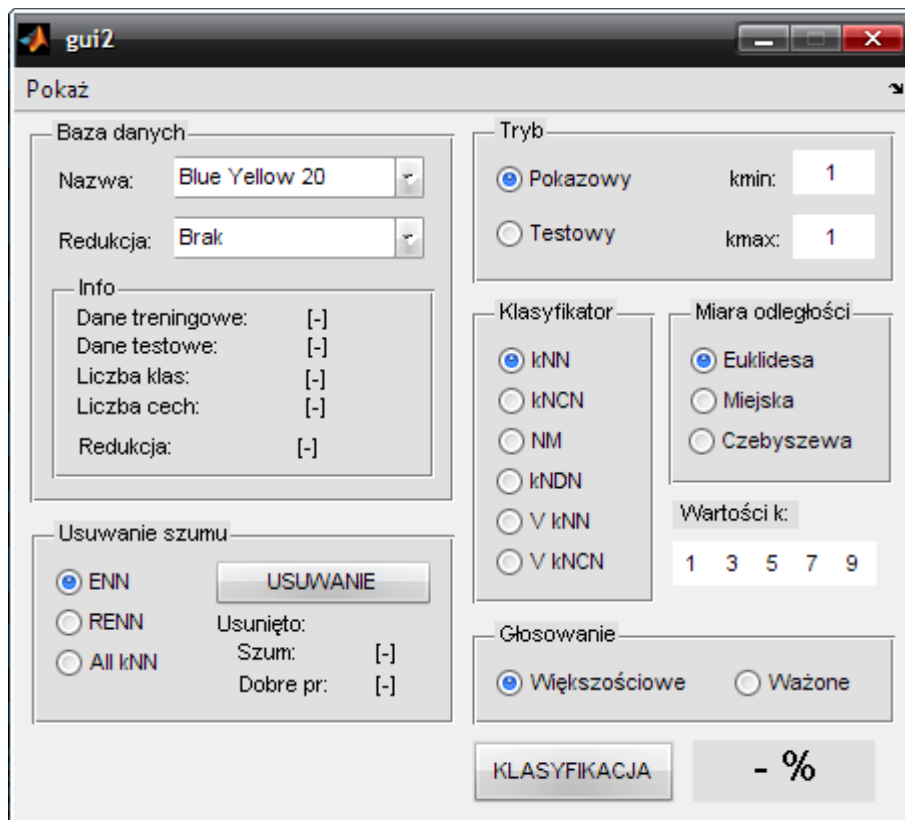 gui2
Pokaż
Baza danych
Nazwa: Blue Yellow 20
Redukcja: Brak
Info
Dane treningowe: [-]
Dane testowe: [-]
Liczba klas: [-]
Liczba cech: [-]
Redukcja: [-]
Usuwanie szumu
ENN
RENN
All kNN
USUWANIE
Usunięto:
Szum: [-]
Dobre pr: [-]
Tryb
Pokazowy kmin: 1
Testowy kmax: 1
Klasyfikator
kNN
kNCN
NM
kNDN
V kNN
V kNCN
Miara odległości
Euklidesa
Miejska
Czebyszewa
Wartości k:
1 3 5 7 9
Głosowanie
Większościowe Ważone
KLASYFIKACJA - %